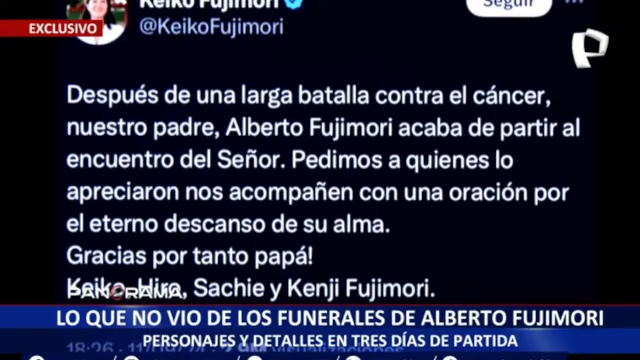 Keiko Fujimori
EXCLUSIVO
@KeikoFujimori
Seguir
Después de una larga batalla contra el cáncer,
nuestro padre, Alberto Fujimori acaba de partir al
encuentro del Señor. Pedimos a quienes lo
apreciaron nos acompañen con una oración por
el eterno descanso de su alma.
Gracias por tanto papá!
Keiko, Hiro, Sachie y Kenji Fujimori.
PANORAMA
LO QUE NO VIO DE LOS FUNERALES DE ALBERTO FUJIMORI
PERSONAJES Y DETALLES EN TRES DÍAS DE PARTIDA